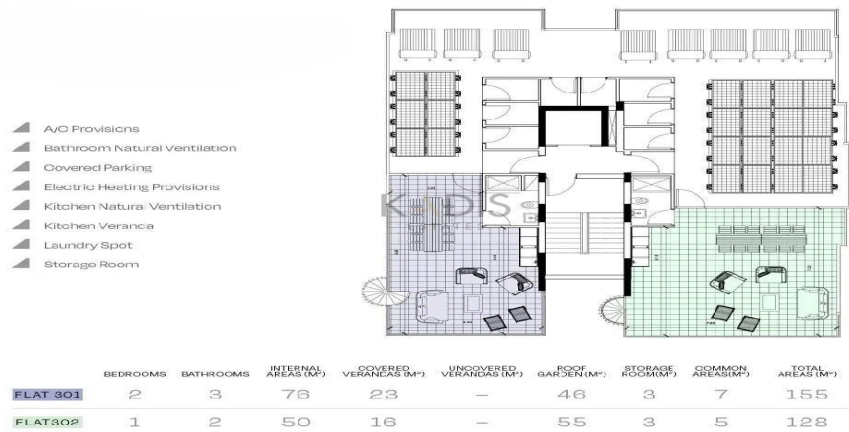 A/C Provisions
Bathroom Natural Ventilation
Covered Parking
Electric Heating Provisions
Kitchen Natural Ventilation
Kitchen Veranda
Laundry Spot
Storage Room
KADIS
BEDROOMS BATHROOMS INTERNAL AREAS (M²) COVERED VERANDAS (M²) UNCOVERED VERANDAS (M²) ROOF GARDEN (M²) STORAGE ROOM(M²) COMMON AREAS(M²) TOTAL AREAS (M²)
FLAT 301 2 3 76 23 – 46 3 7 155
FLAT302 1 2 50 16 – 55 3 5 128